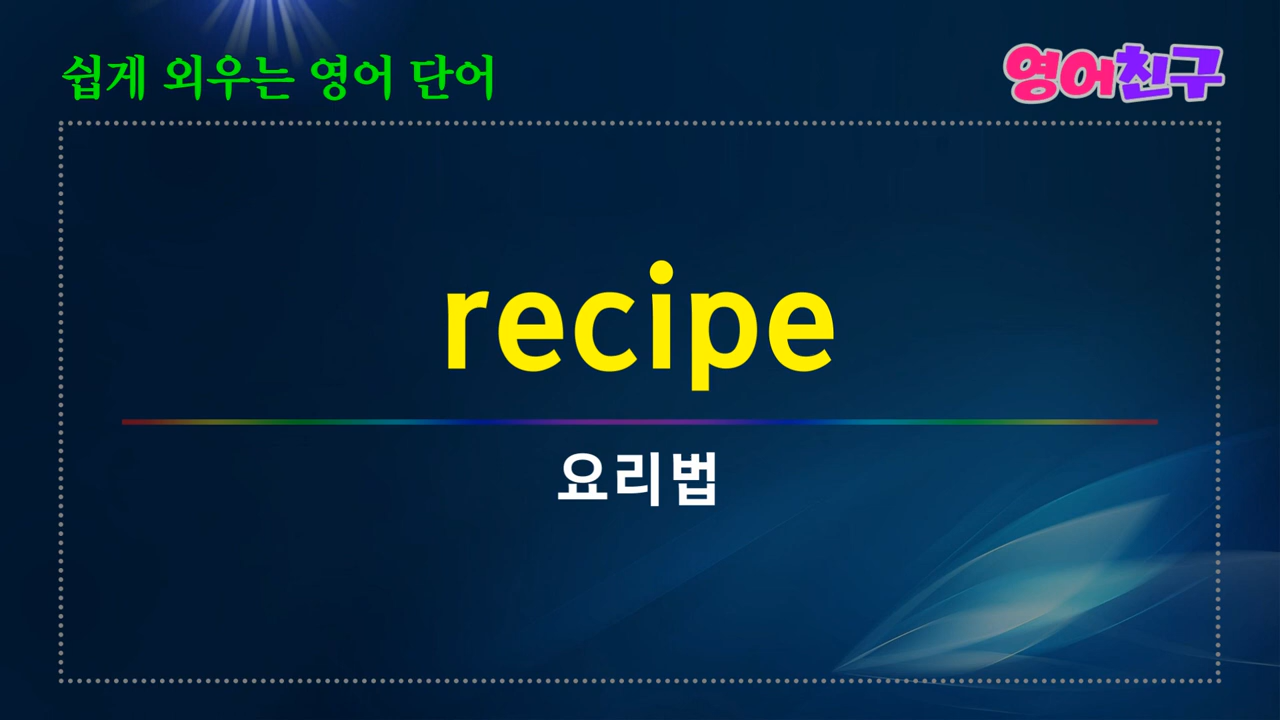 쉽게 외우는 영어 단어
영어친구
recipe
요리법